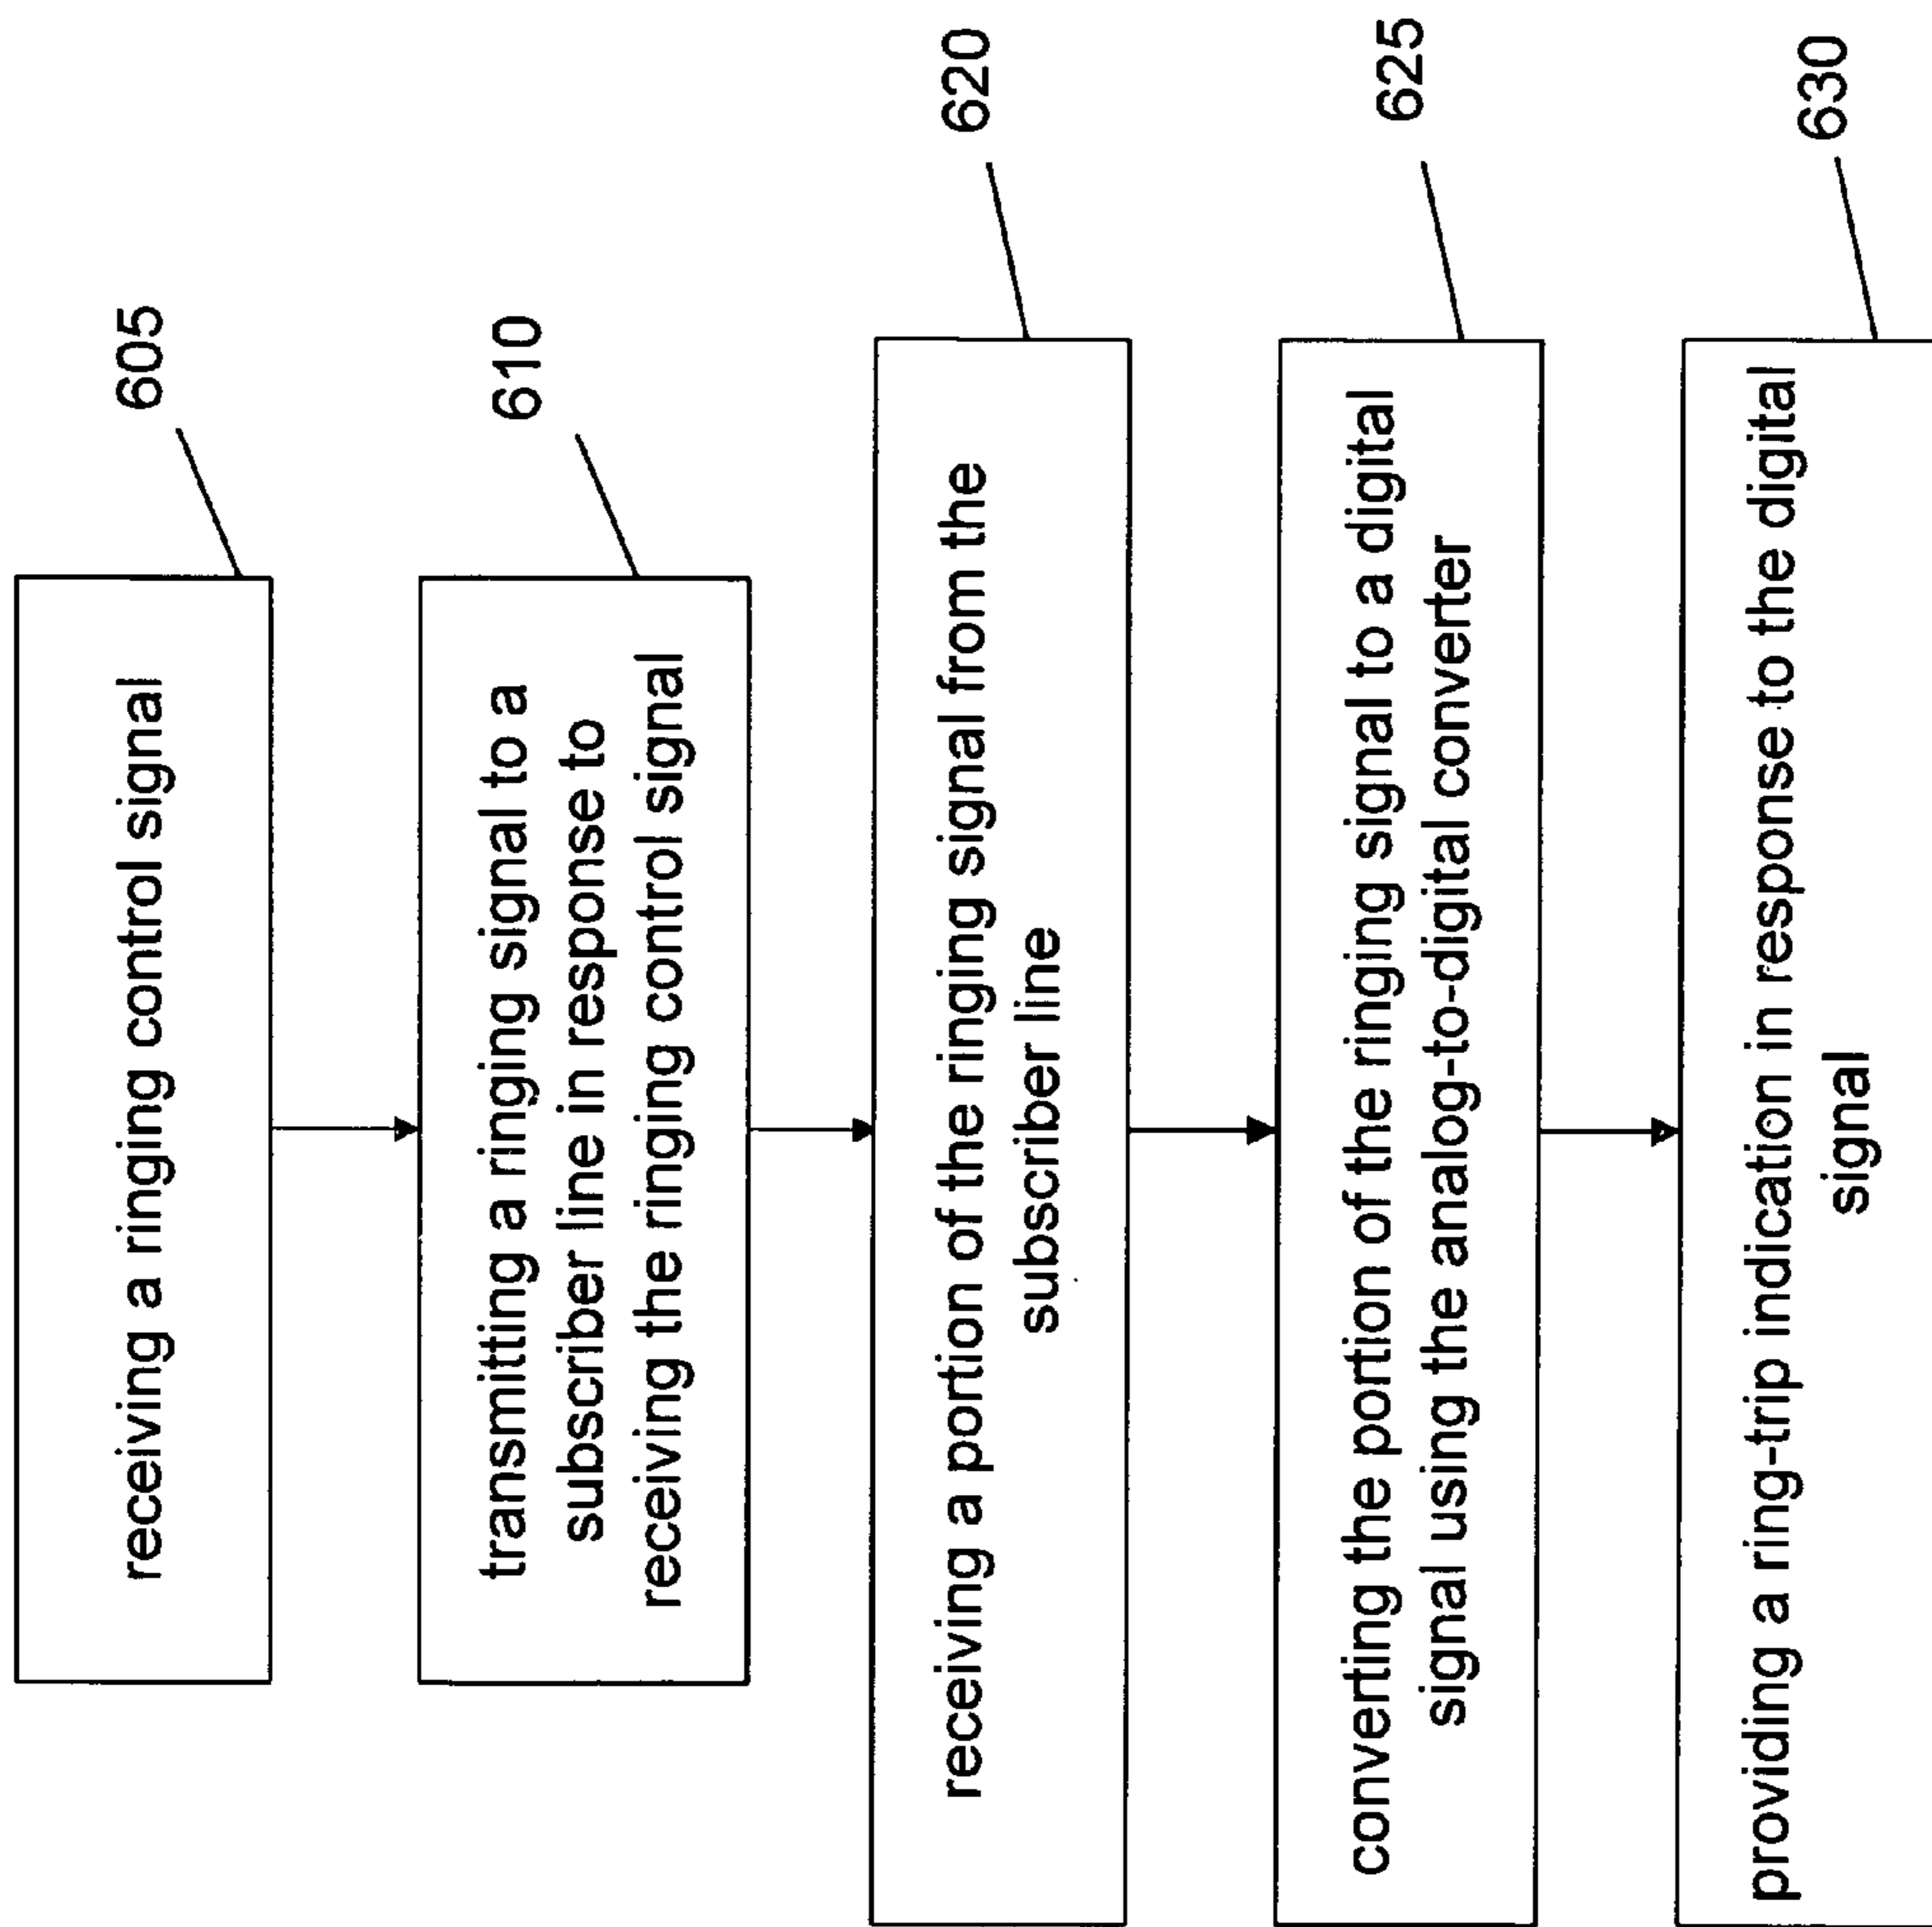 receiving a ringing control signal
605
transmitting a ringing signal to a
subscriber line in response to
receiving the ringing control signal
610
receiving a portion of the ringing signal from the
subscriber line
620
converting the portion of the ringing signal to a digital
signal using the analog-to-digital converter
625
providing a ring-trip indication in response to the digital
signal
630